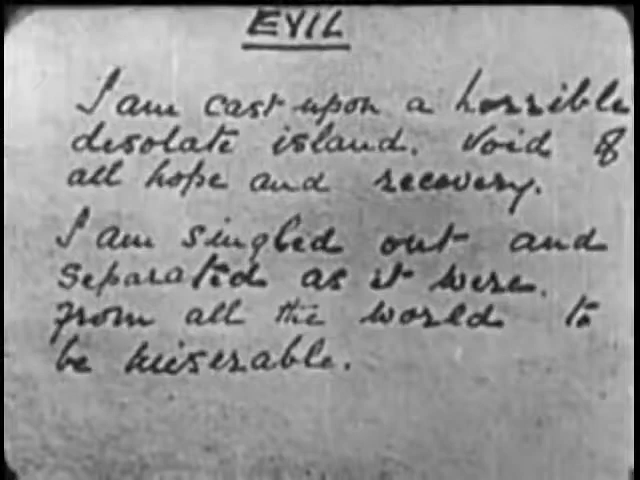 EVIL
I am cast upon a horrible
desolate island. Void of
all hope and recovery.
I am singled out and
separated as it were.
from all the world to
be miserable.